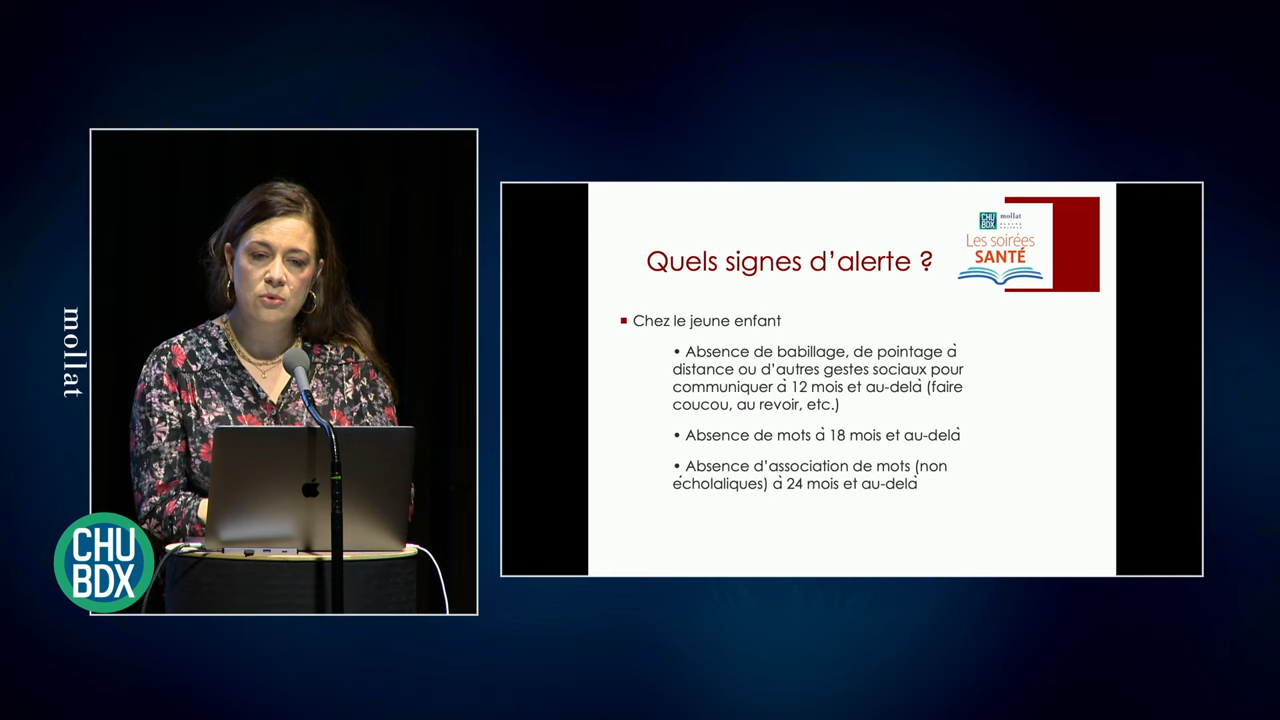 mollat
CHU
BDX
CHU
BDX
mollat
Les soirées
SANTÉ
Quels signes d'alerte ?
Chez le jeune enfant
• Absence de babillage, de pointage à
distance ou d'autres gestes sociaux pour
communiquer à 12 mois et au-delà (faire
coucou, au revoir, etc.)
• Absence de mots à 18 mois et au-delà
• Absence d'association de mots (non
écholaliques) à 24 mois et au-delà